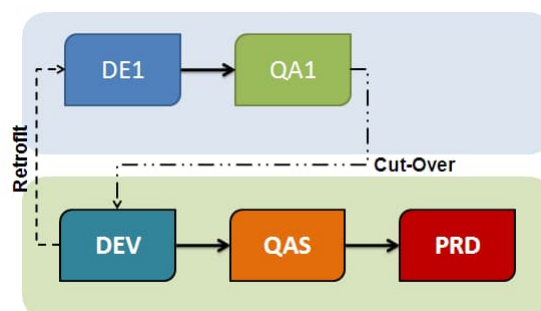 DE1
QA1
Retrofit
Cut-Over
DEV
QAS
PRD